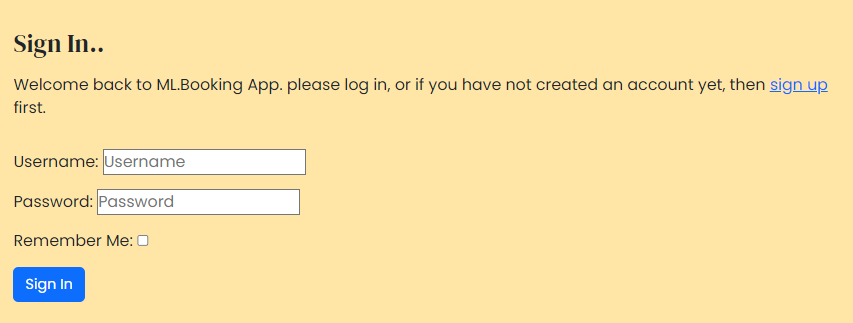 Sign In..
Welcome back to ML.Booking App. please log in, or if you have not created an account yet, then sign up
first.
Username: Username
Password: Password
Remember Me:
Sign In